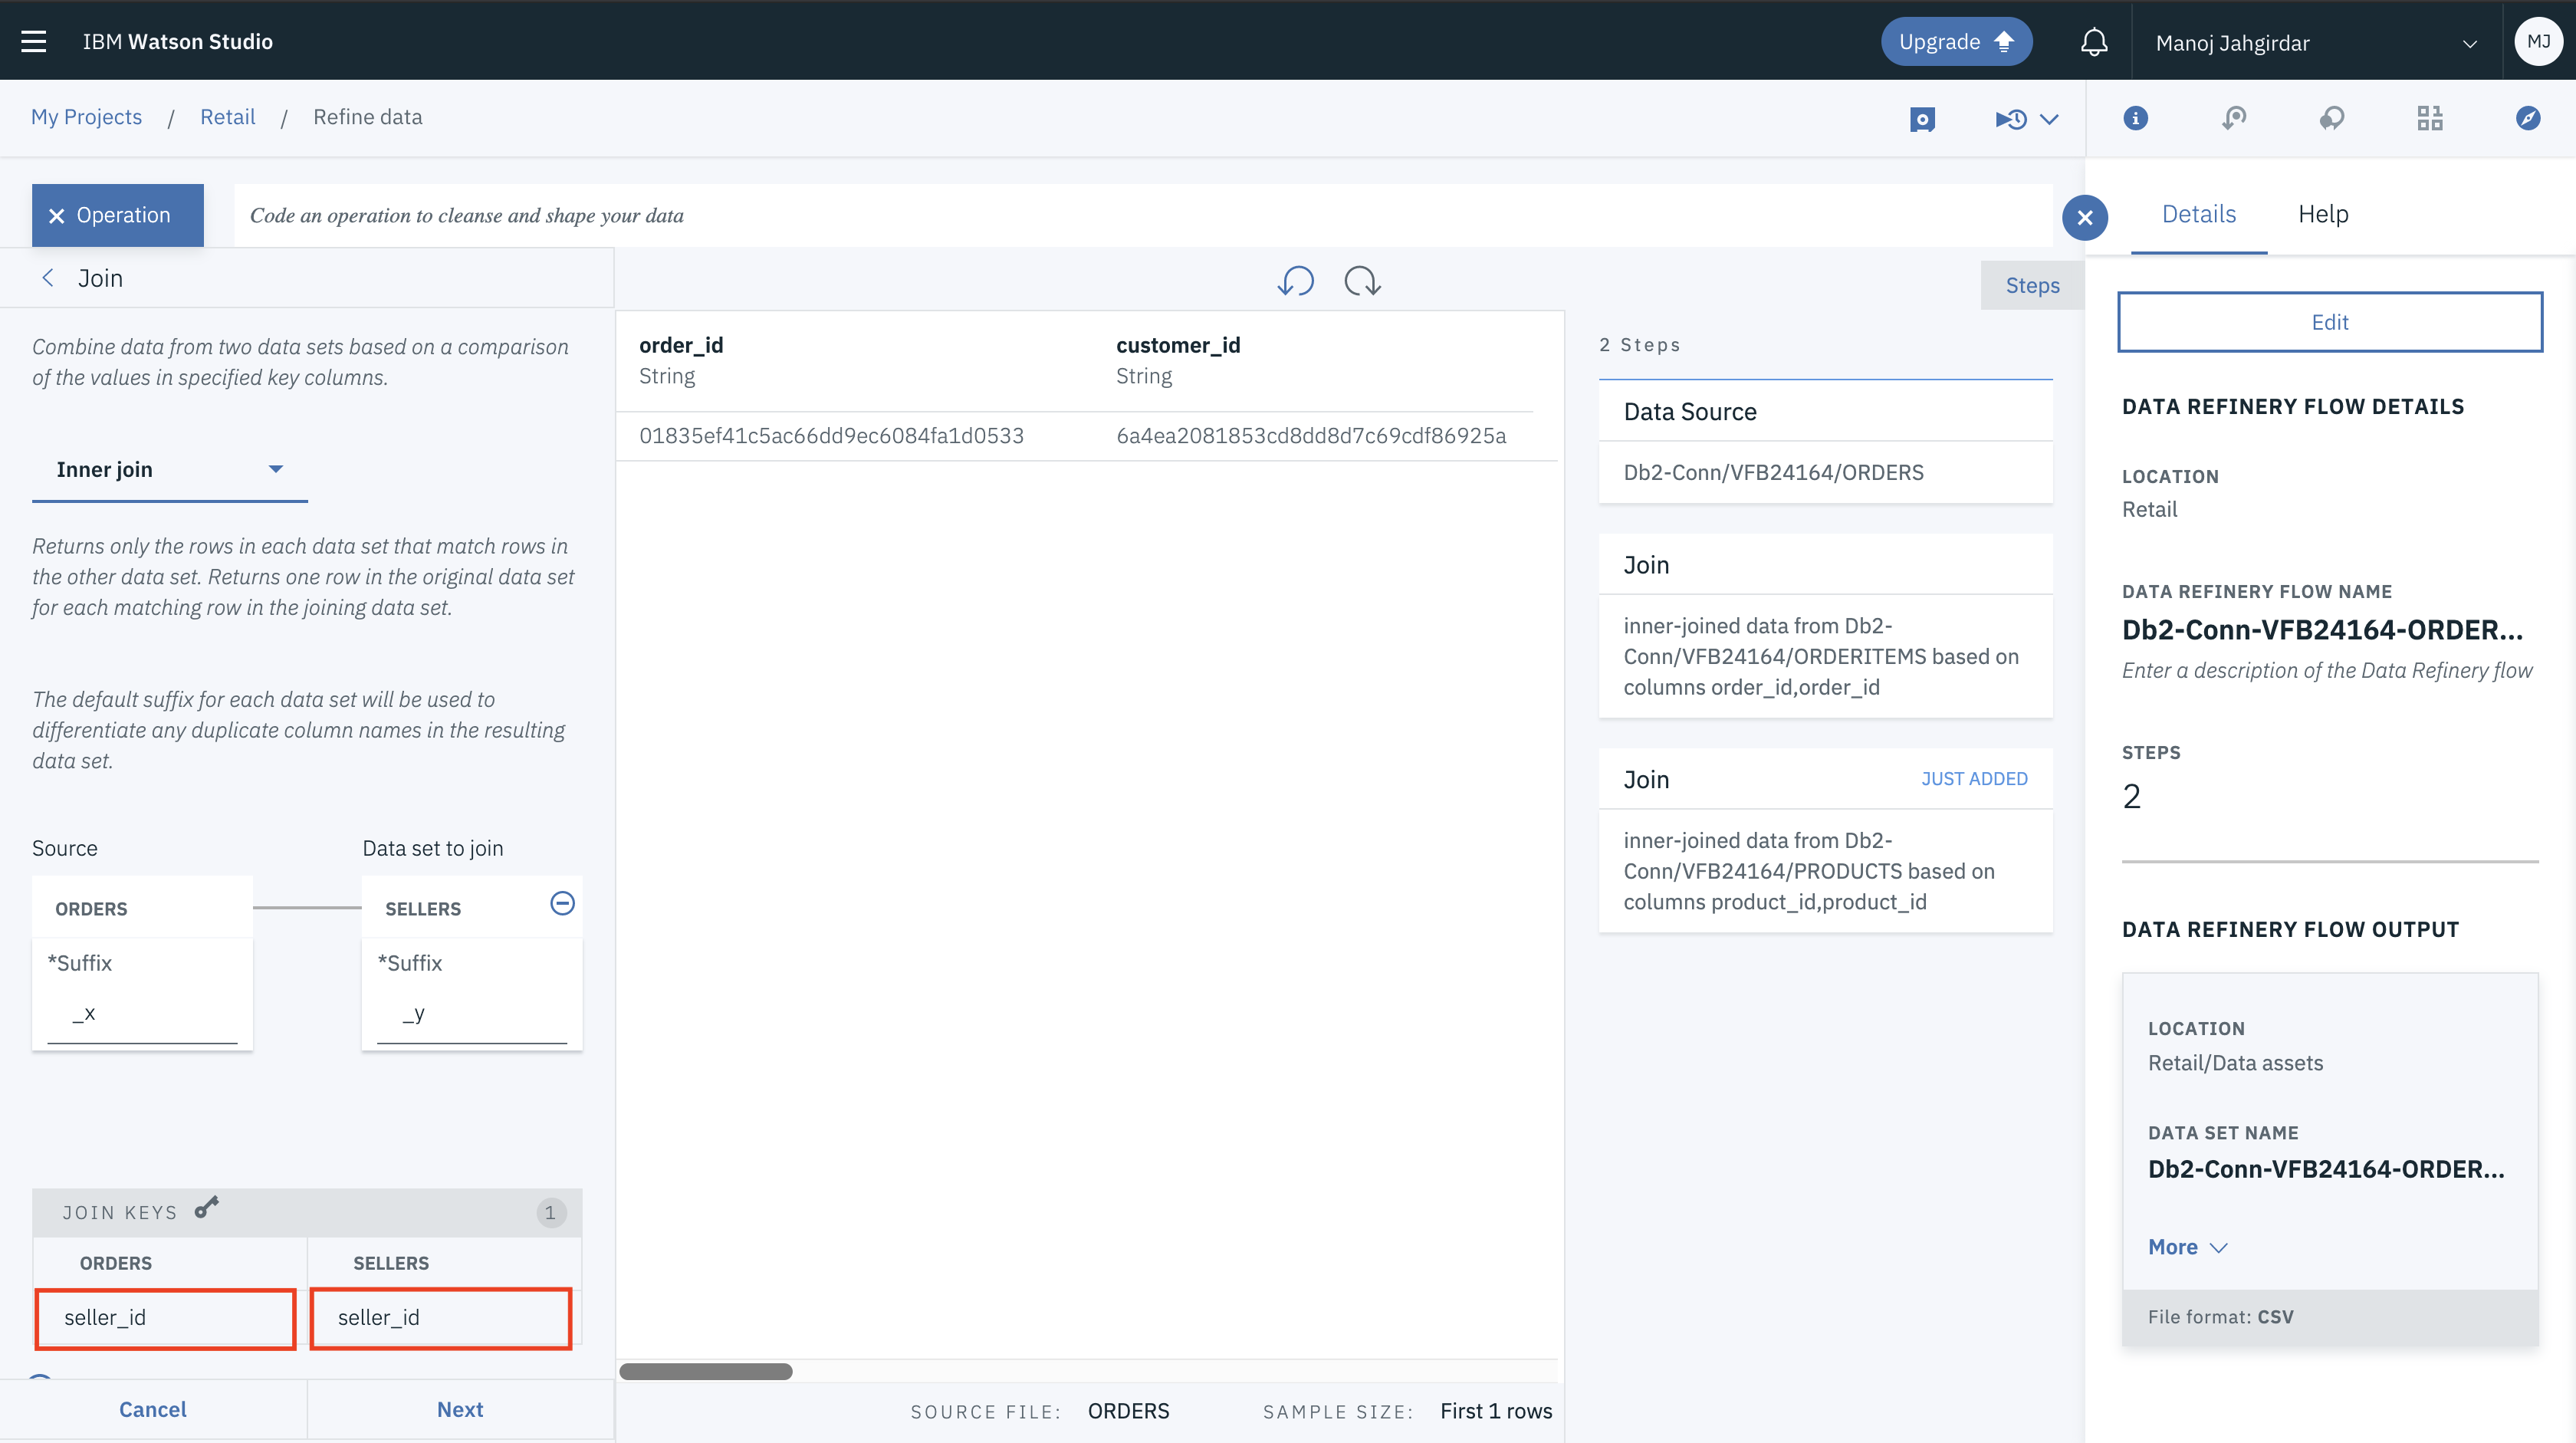 IBM Watson Studio
Upgrade
Manoj Jahgirdar
MJ
My Projects / Retail / Refine data
Operation
Code an operation to cleanse and shape your data
Join
Combine data from two data sets based on a comparison
of the values in specified key columns.
Inner join
Returns only the rows in each data set that match rows in
the other data set. Returns one row in the original data set
for each matching row in the joining data set.
The default suffix for each data set will be used to
differentiate any duplicate column names in the resulting
data set.
Source
Data set to join
ORDERS
SELLERS
*Suffix
*Suffix
_x
_y
JOIN KEYS
1
ORDERS
SELLERS
seller_id
seller_id
Cancel
Next
order_id
customer_id
String
String
01835ef41c5ac66dd9ec6084fa1d0533
6a4ea2081853cd8dd8d7c69cdf86925a
SOURCE FILE: ORDERS
SAMPLE SIZE: First 1 rows
Steps
2 Steps
Data Source
Db2-Conn/VFB24164/ORDERS
Join
inner-joined data from Db2-
Conn/VFB24164/ORDERITEMS based on
columns order_id,order_id
Join
JUST ADDED
inner-joined data from Db2-
Conn/VFB24164/PRODUCTS based on
columns product_id,product_id
Details
Help
Edit
DATA REFINERY FLOW DETAILS
LOCATION
Retail
DATA REFINERY FLOW NAME
Db2-Conn-VFB24164-ORDER...
Enter a description of the Data Refinery flow
STEPS
2
DATA REFINERY FLOW OUTPUT
LOCATION
Retail/Data assets
DATA SET NAME
Db2-Conn-VFB24164-ORDER...
More
File format: CSV